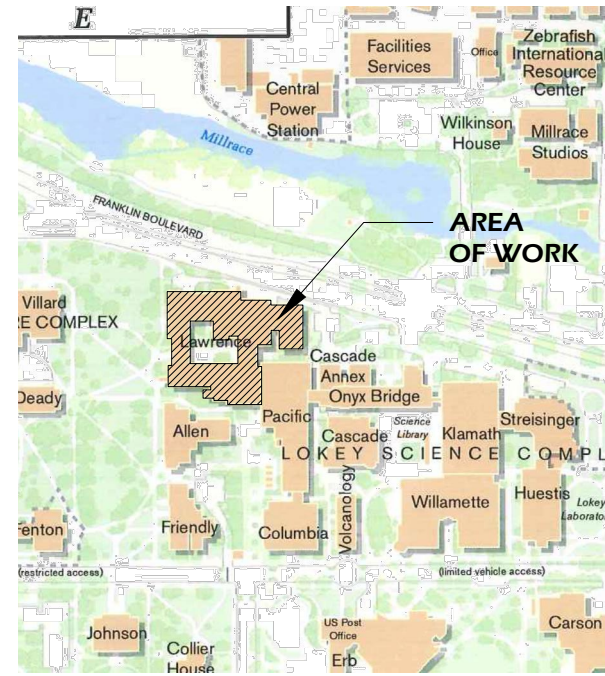 E
Facilities
Services
Office
Zebrafish
International
Resource
Center
Central
Power
Station
Millrace
Wilkinson
House
Millrace
Studios
FRANKLIN BOULEVARD
AREA
OF WORK
Villard
RE COMPLEX
Lawrence
Cascade
Annex
Onyx Bridge
Deady
Pacific
Allen
Cascade
Science
Library
Klamath
Streisinger
LOKEY SCIENCE COMPL
Volcanology
Willamette
Huestis
Lokey
Laborato
Fenton
Friendly
Columbia
(restricted access)
(limited vehicle access)
Johnson
Collier
House
US Post
Office
Erb
Carson